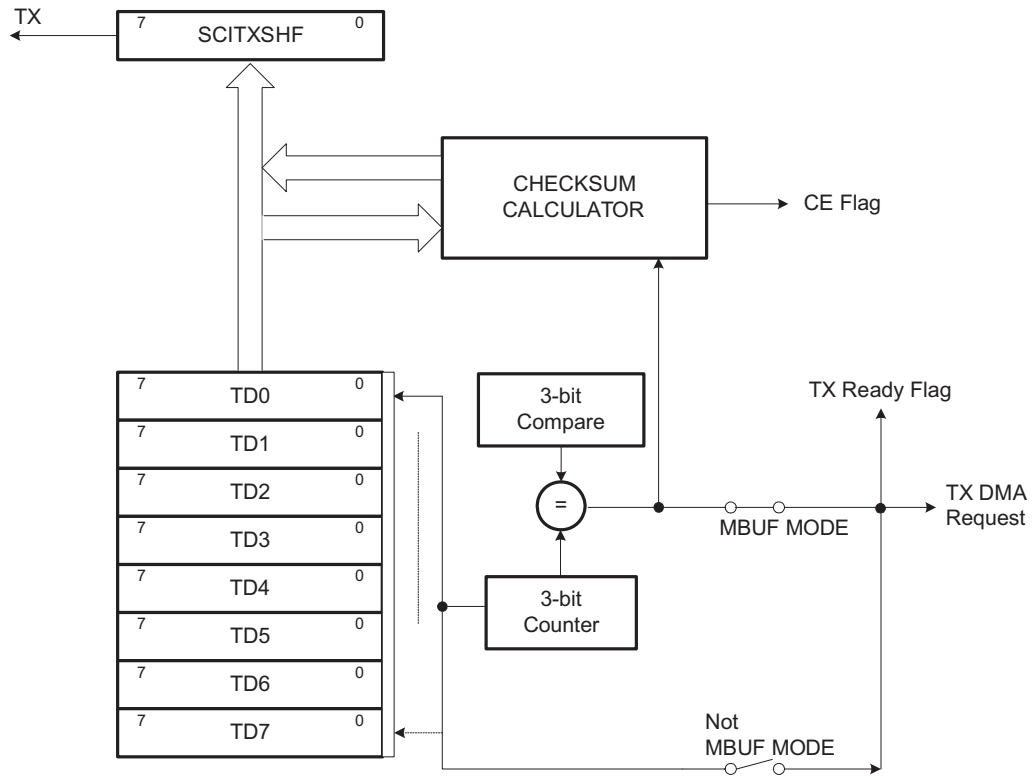 TX
7 SCITXSHF 0
CHECKSUM
CALCULATOR
CE Flag
7 TD0 0
7 TD1 0
7 TD2 0
7 TD3 0
7 TD4 0
7 TD5 0
7 TD6 0
7 TD7 0
3-bit
Compare
=
3-bit
Counter
TX Ready Flag
MBUF MODE
TX DMA
Request
Not
MBUF MODE